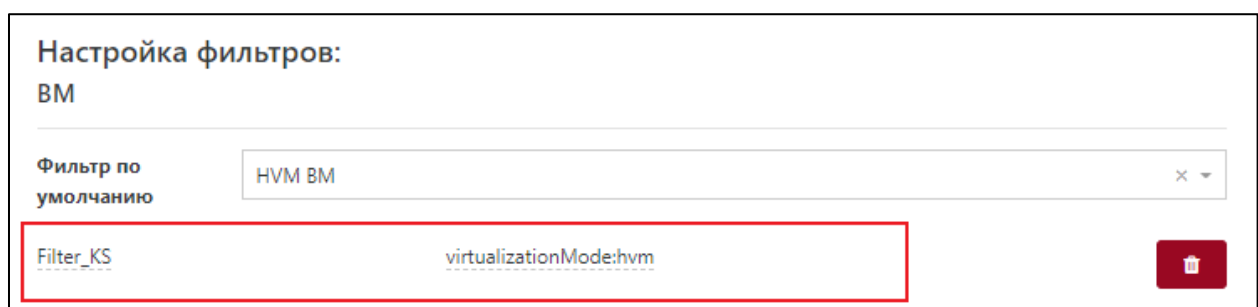 Настройка фильтров:
ВМ
Фильтр по
умолчанию
HVM ВМ
Filter_KS virtualizationMode:hvm